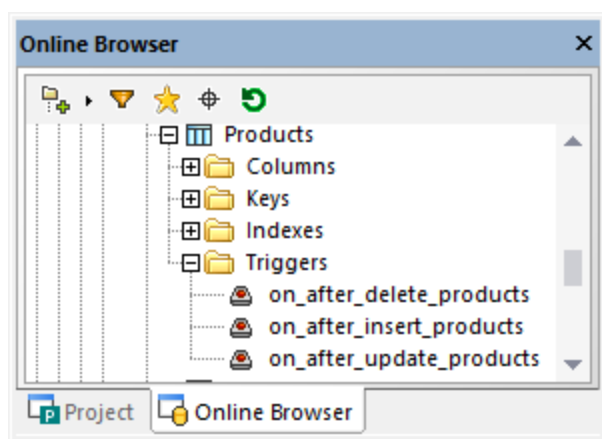 Online Browser
Products
Columns
Keys
Indexes
Triggers
on_after_delete_products
on_after_insert_products
on_after_update_products
Project Online Browser